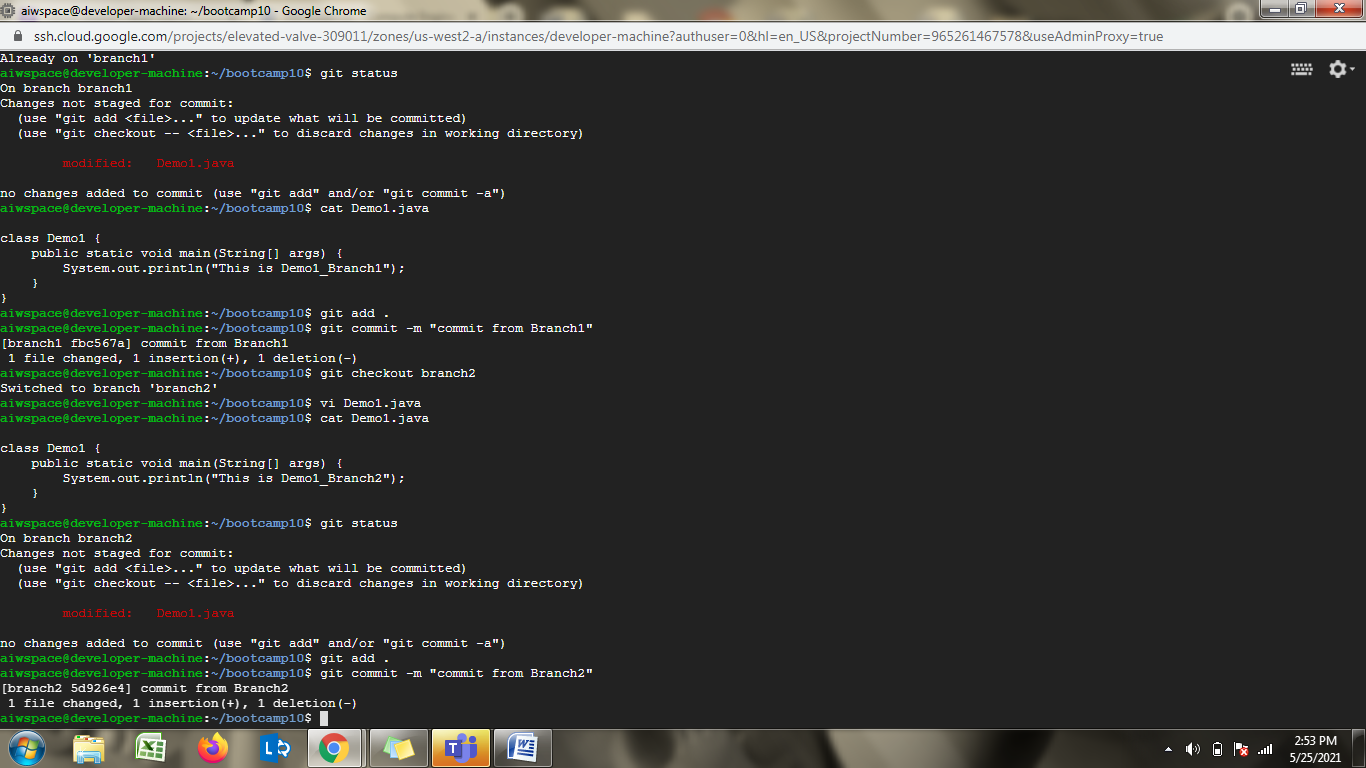 aiwspace@developer-machine: ~/bootcamp10 - Google Chrome
ssh.cloud.google.com/projects/elevated-valve-309011/zones/us-west2-a/instances/developer-machine?authuser=0&hl=en_US&projectNumber=965261467578&useAdminProxy=true
Already on 'branch1'
aiwspace@developer-machine:~/bootcamp10$ git status
On branch branch1
Changes not staged for commit:
  (use "git add <file>..." to update what will be committed)
  (use "git checkout -- <file>..." to discard changes in working directory)
        modified:   Demo1.java
no changes added to commit (use "git add" and/or "git commit -a")
aiwspace@developer-machine:~/bootcamp10$ cat Demo1.java
class Demo1 {
    public static void main(String[] args) {
        System.out.println("This is Demo1_Branch1");
    }
}
aiwspace@developer-machine:~/bootcamp10$ git add .
aiwspace@developer-machine:~/bootcamp10$ git commit -m "commit from Branch1"
[branch1 fbc567a] commit from Branch1
 1 file changed, 1 insertion(+), 1 deletion(-)
aiwspace@developer-machine:~/bootcamp10$ git checkout branch2
Switched to branch 'branch2'
aiwspace@developer-machine:~/bootcamp10$ vi Demo1.java
aiwspace@developer-machine:~/bootcamp10$ cat Demo1.java
class Demo1 {
    public static void main(String[] args) {
        System.out.println("This is Demo1_Branch2");
    }
}
aiwspace@developer-machine:~/bootcamp10$ git status
On branch branch2
Changes not staged for commit:
  (use "git add <file>..." to update what will be committed)
  (use "git checkout -- <file>..." to discard changes in working directory)
        modified:   Demo1.java
no changes added to commit (use "git add" and/or "git commit -a")
aiwspace@developer-machine:~/bootcamp10$ git add .
aiwspace@developer-machine:~/bootcamp10$ git commit -m "commit from Branch2"
[branch2 5d926e4] commit from Branch2
 1 file changed, 1 insertion(+), 1 deletion(-)
aiwspace@developer-machine:~/bootcamp10$
2:53 PM
5/25/2021